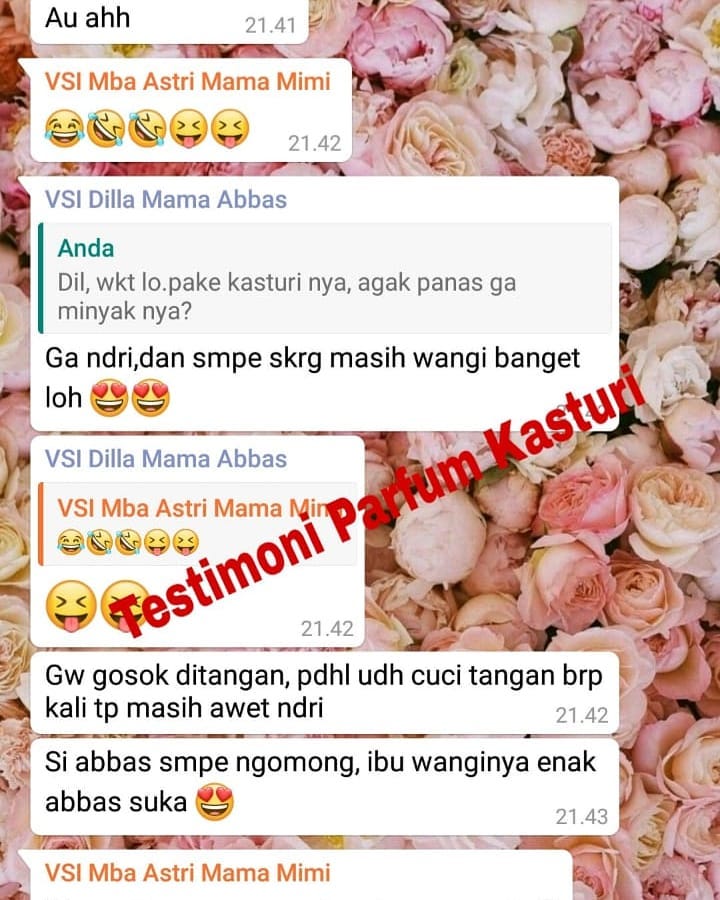 Au ahh
21.41
VSI Mba Astri Mama Mimi
😂🤣🤣😝😝
21.42
VSI Dilla Mama Abbas
Anda
Dil, wkt lo.pake kasturi nya, agak panas ga
minyak nya?
Ga ndri,dan smpe skrg masih wangi banget
loh 😍😍
Testimoni Parfum Kasturi
VSI Dilla Mama Abbas
VSI Mba Astri Mama
😂🤣🤣😝😝
😝😝
21.42
Gw gosok ditangan, pdhl udh cuci tangan brp
kali tp masih awet ndri
21.42
Si abbas smpe ngomong, ibu wanginya enak
abbas suka 😍
21.43
VSI Mba Astri Mama Mimi